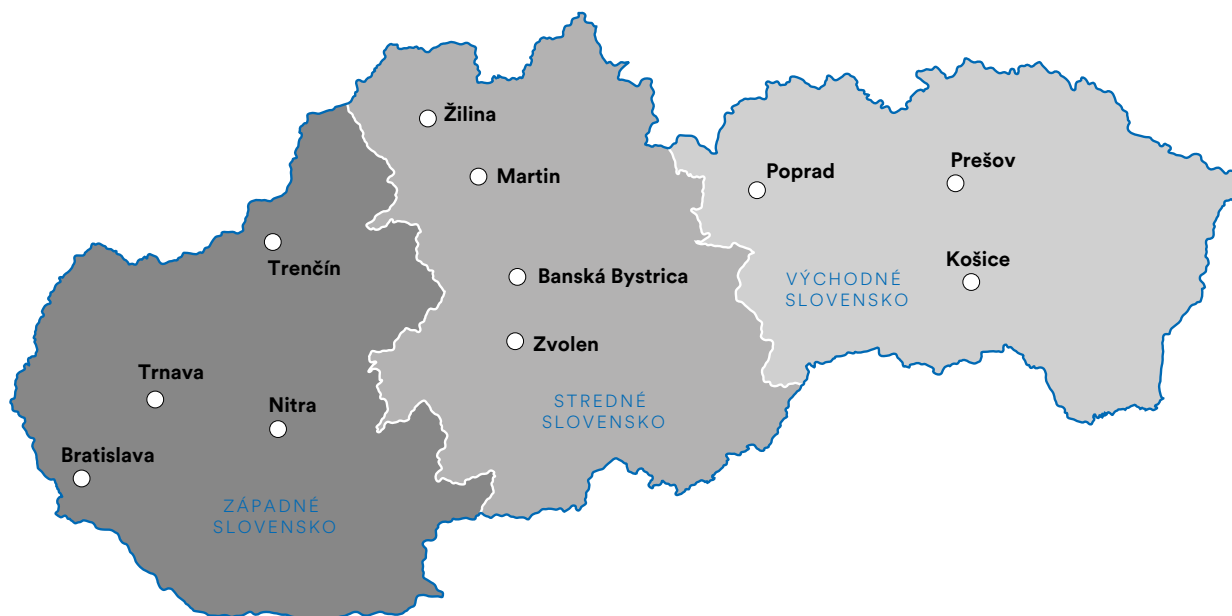 Žilina
Martin
Poprad
Prešov
Trenčín
Banská Bystrica
Košice
VÝCHODNÉ
SLOVENSKO
Zvolen
Trnava
Nitra
STREDNÉ
SLOVENSKO
Bratislava
ZÁPADNÉ
SLOVENSKO